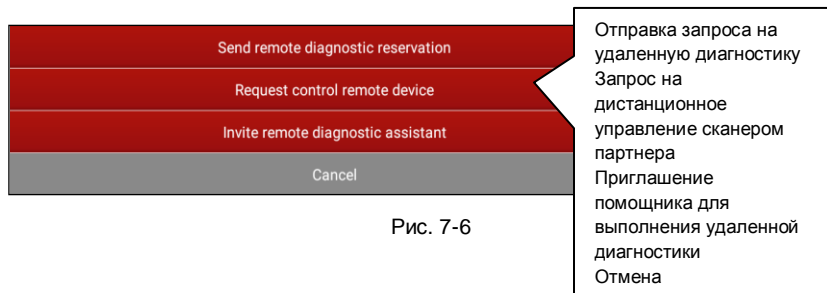 Send remote diagnostic reservation
Request control remote device
Invite remote diagnostic assistant
Cancel
Рис. 7-6
Отправка запроса на
удаленную диагностику
Запрос на
дистанционное
управление сканером
партнера
Приглашение
помощника для
выполнения удаленной
диагностики
Отмена